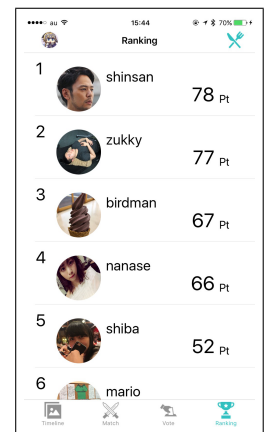 au 15:44 70%
Ranking
1 shinsan
78 Pt
2 zukky
77 Pt
3 birdman
67 Pt
4 nanase
66 Pt
5 shiba
52 Pt
6 mario
Timeline Match Vote Ranking